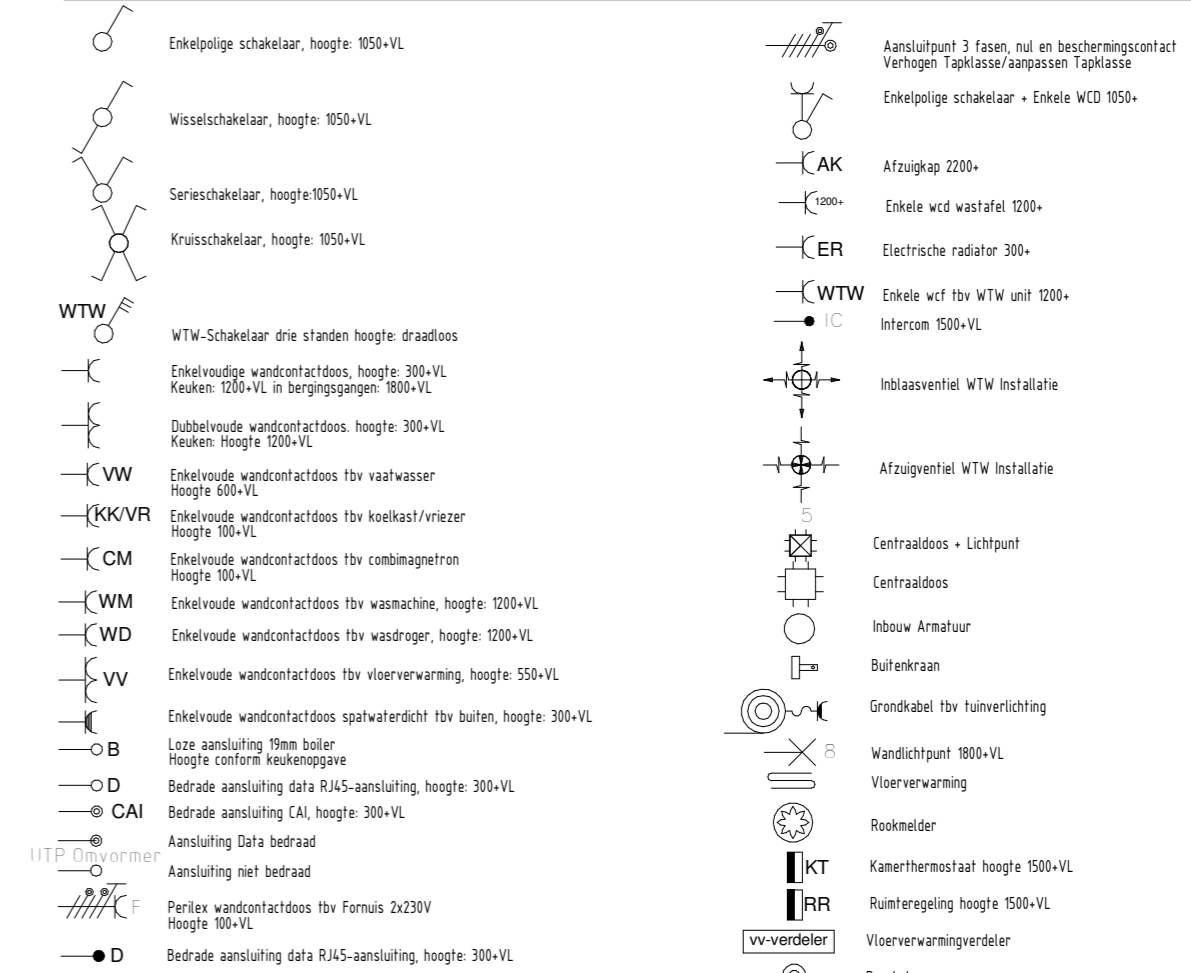 Enkelpolige schakelaar, hoogte: 1050+VL
Wisselschakelaar, hoogte: 1050+VL
Serieschakelaar, hoogte:1050+VL
Kruisschakelaar, hoogte: 1050+VL
WTW
WTW-Schakelaar drie standen hoogte: draadloos
Enkelvoudige wandcontactdoos, hoogte: 300+VL
Keuken: 1200+VL in bergingsgangen: 1800+VL
Dubbelvoude wandcontactdoos. hoogte: 300+VL
Keuken: Hoogte 1200+VL
VW
Enkelvoude wandcontactdoos tbv vaatwasser
Hoogte 600+VL
KK/VR
Enkelvoude wandcontactdoos tbv koelkast/vriezer
Hoogte 100+VL
CM
Enkelvoude wandcontactdoos tbv combimagnetron
Hoogte 100+VL
WM
Enkelvoude wandcontactdoos tbv wasmachine, hoogte: 1200+VL
WD
Enkelvoude wandcontactdoos tbv wasdroger, hoogte: 1200+VL
VV
Enkelvoude wandcontactdoos tbv vloerverwarming, hoogte: 550+VL
Enkelvoude wandcontactdoos spatwaterdicht tbv buiten, hoogte: 300+VL
B
Loze aansluiting 19mm boiler
Hoogte conform keukenopgave
D
Bedrade aansluiting data RJ45-aansluiting, hoogte: 300+VL
CAI
Bedrade aansluiting CAI, hoogte: 300+VL
Aansluiting Data bedraad
UTP Omvormer
Aansluiting niet bedraad
F
Perilex wandcontactdoos tbv Fornuis 2x230V
Hoogte 100+VL
D
Bedrade aansluiting data RJ45-aansluiting, hoogte: 300+VL
Aansluitpunt 3 fasen, nul en beschermingscontact
Verhogen Tapklasse/aanpassen Tapklasse
Enkelpolige schakelaar + Enkele WCD 1050+
AK
Afzuigkap 2200+
1200+
Enkele wcd wastafel 1200+
ER
Electrische radiator 300+
WTW
Enkele wcf tbv WTW unit 1200+
IC
Intercom 1500+VL
Inblaasventiel WTW Installatie
Afzuigventiel WTW Installatie
5
Centraaldoos + Lichtpunt
Centraaldoos
Inbouw Armatuur
Buitenkraan
Grondkabel tbv tuinverlichting
8
Wandlichtpunt 1800+VL
Vloerverwarming
Rookmelder
KT
Kamerthermostaat hoogte 1500+VL
RR
Ruimteregeling hoogte 1500+VL
vv-verdeler
Vloerverwarmingverdeler